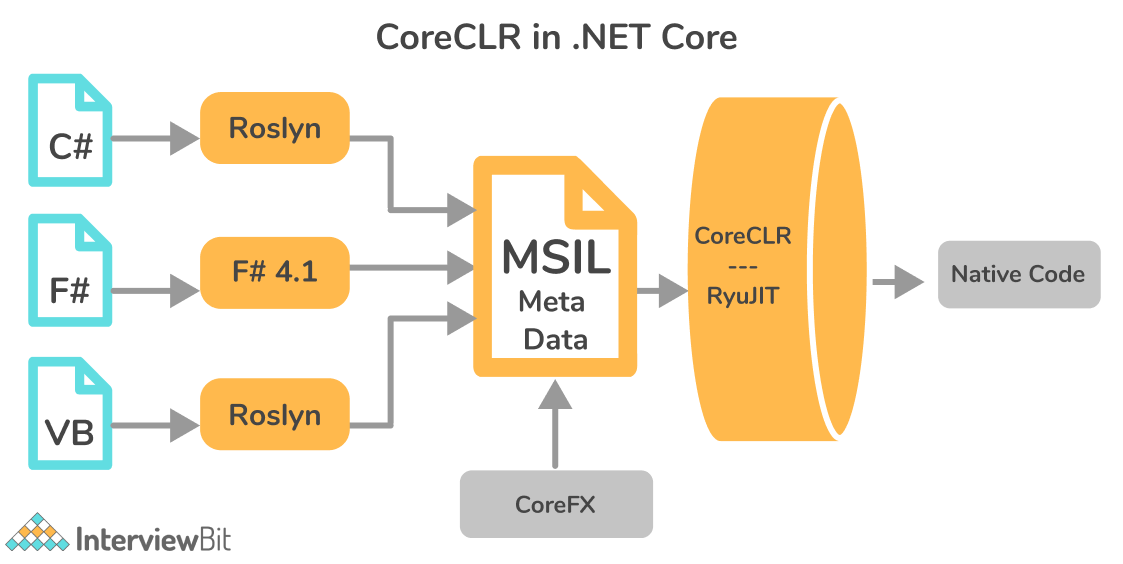 CoreCLR in .NET Core
C#
Roslyn
F#
F# 4.1
VB
Roslyn
MSIL
Meta
Data
CoreCLR
---
RyuJIT
Native Code
CoreFX
InterviewBit